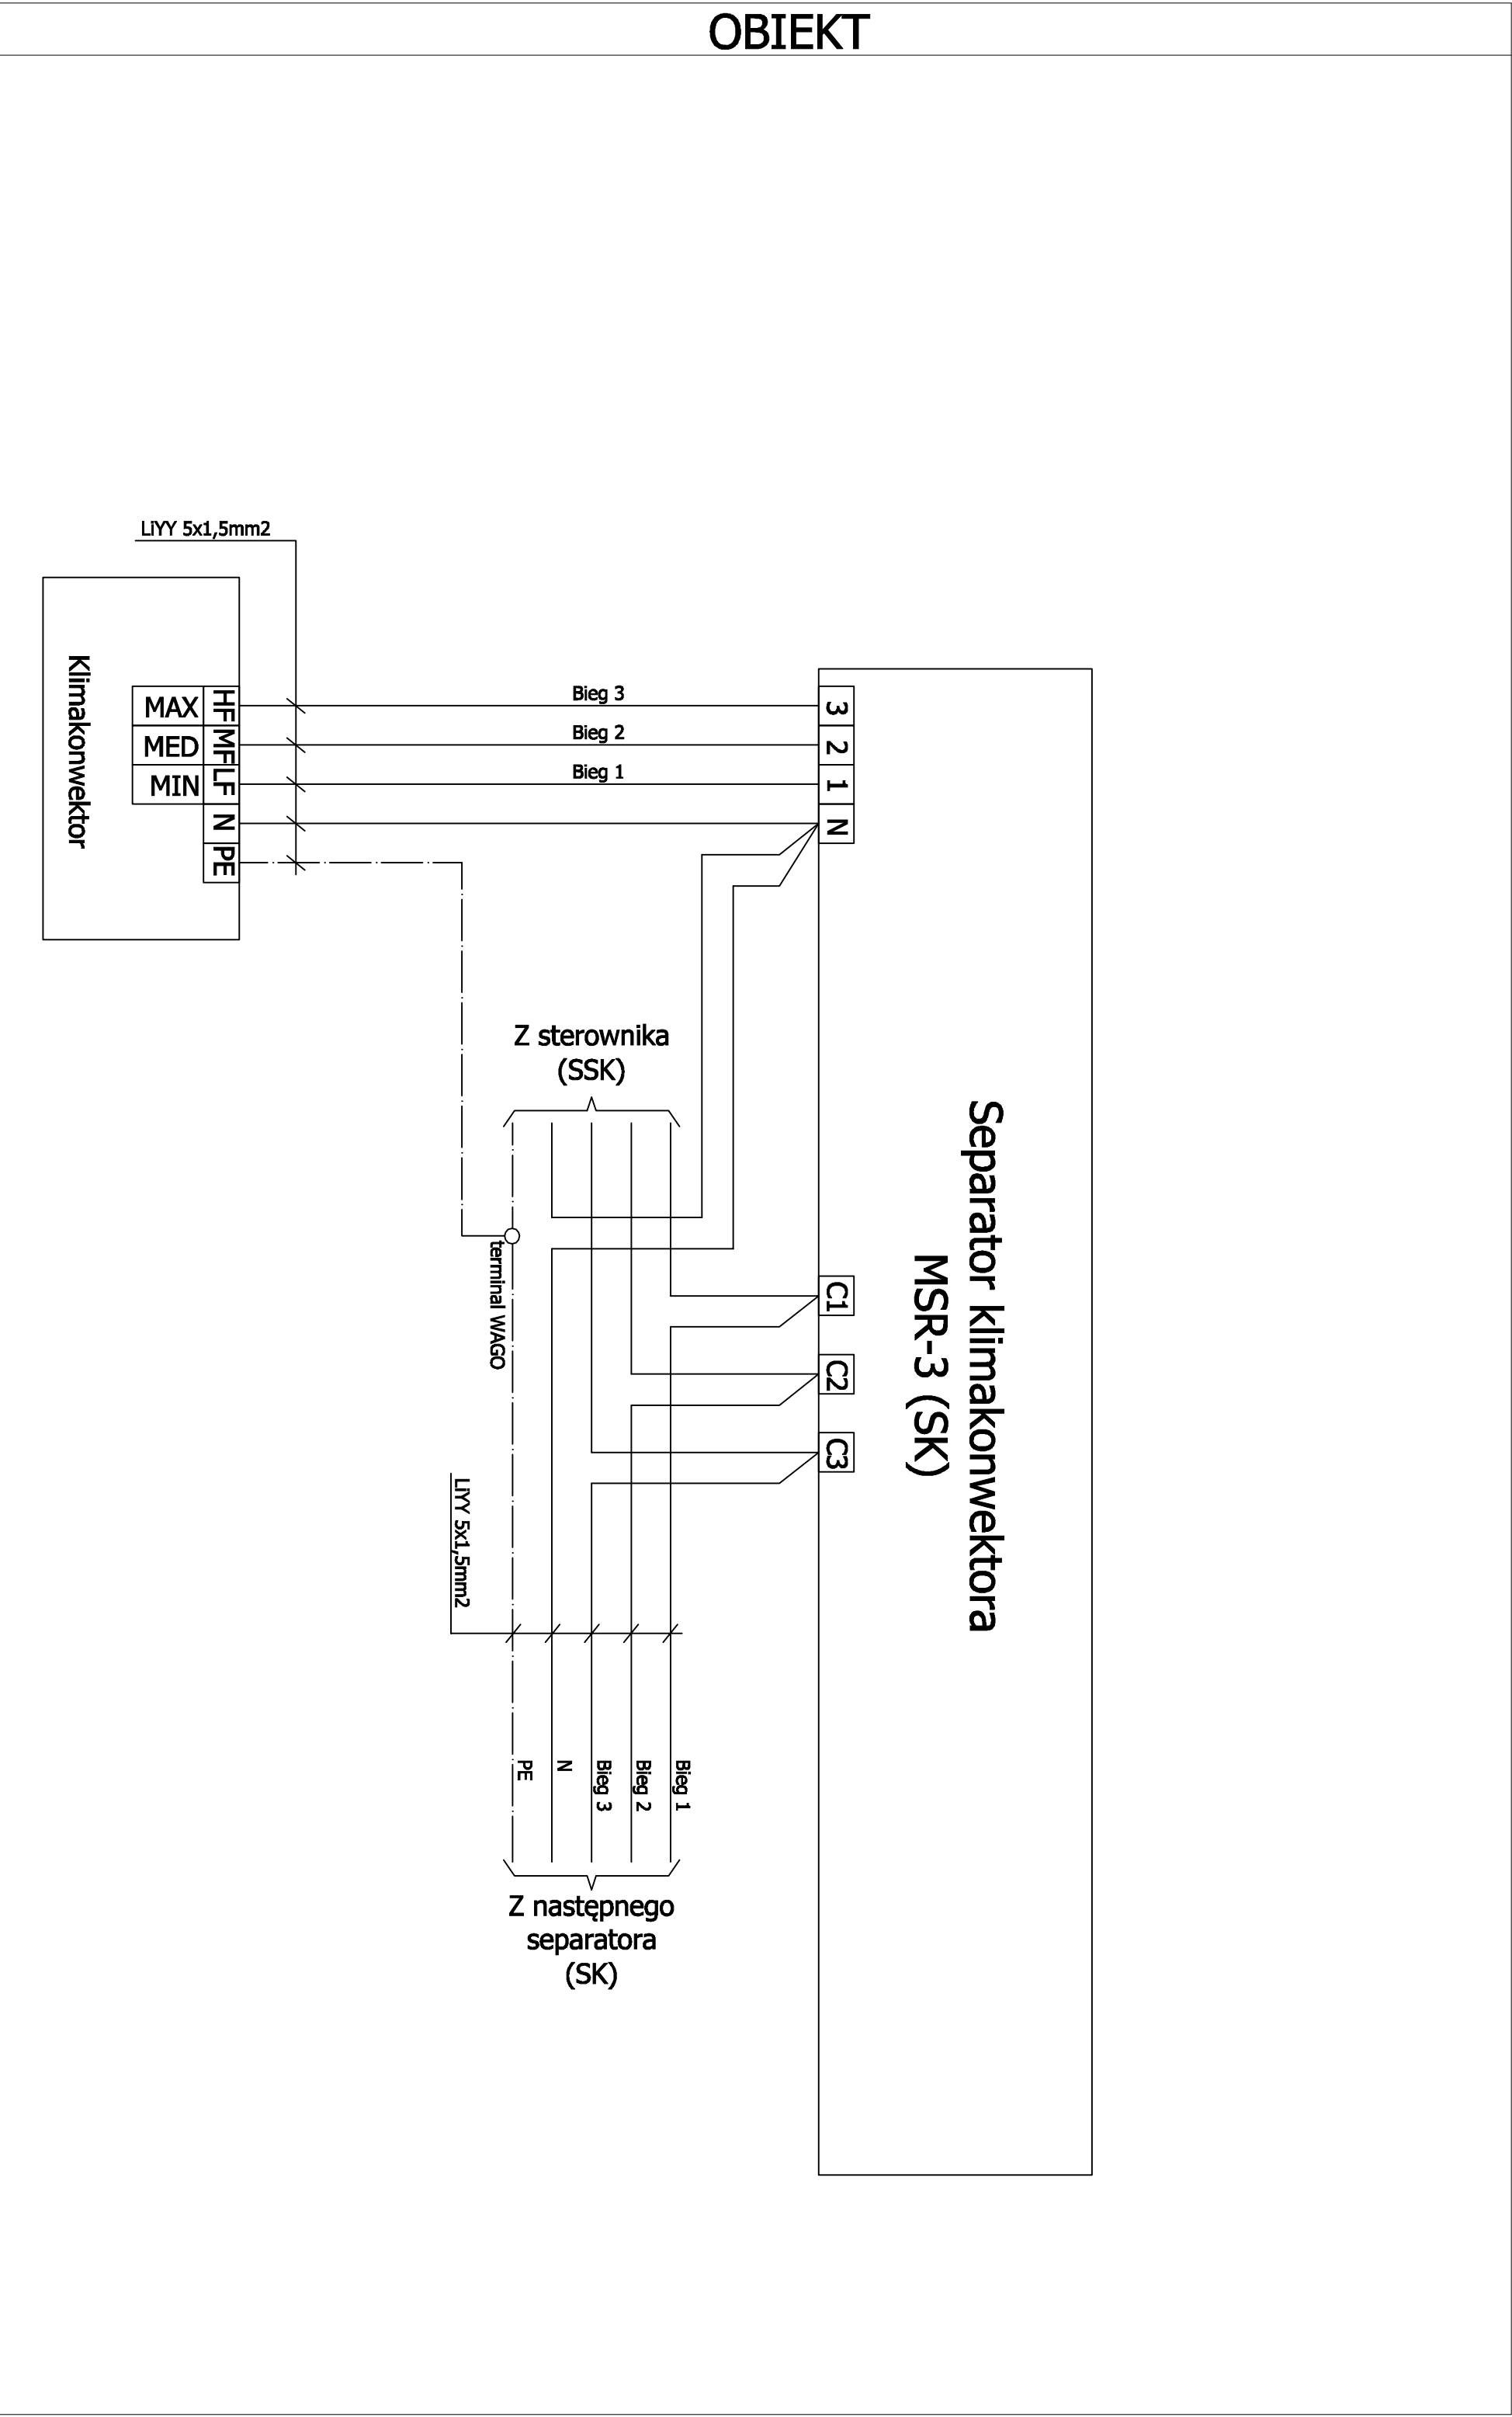 OBIEKT
LiYY 5x1,5mm2
Klimakonwektor
MAX HF
MED MF
MIN LF
N
PE
Bieg 3
Bieg 2
Bieg 1
3
2
1
N
Z sterownika
(SSK)
terminal WAGO
C1
C2
C3
Separator klimakonwektora
MSR-3 (SK)
LiYY 5x1,5mm2
PE
N
Bieg 3
Bieg 2
Bieg 1
Z następnego
separatora
(SK)